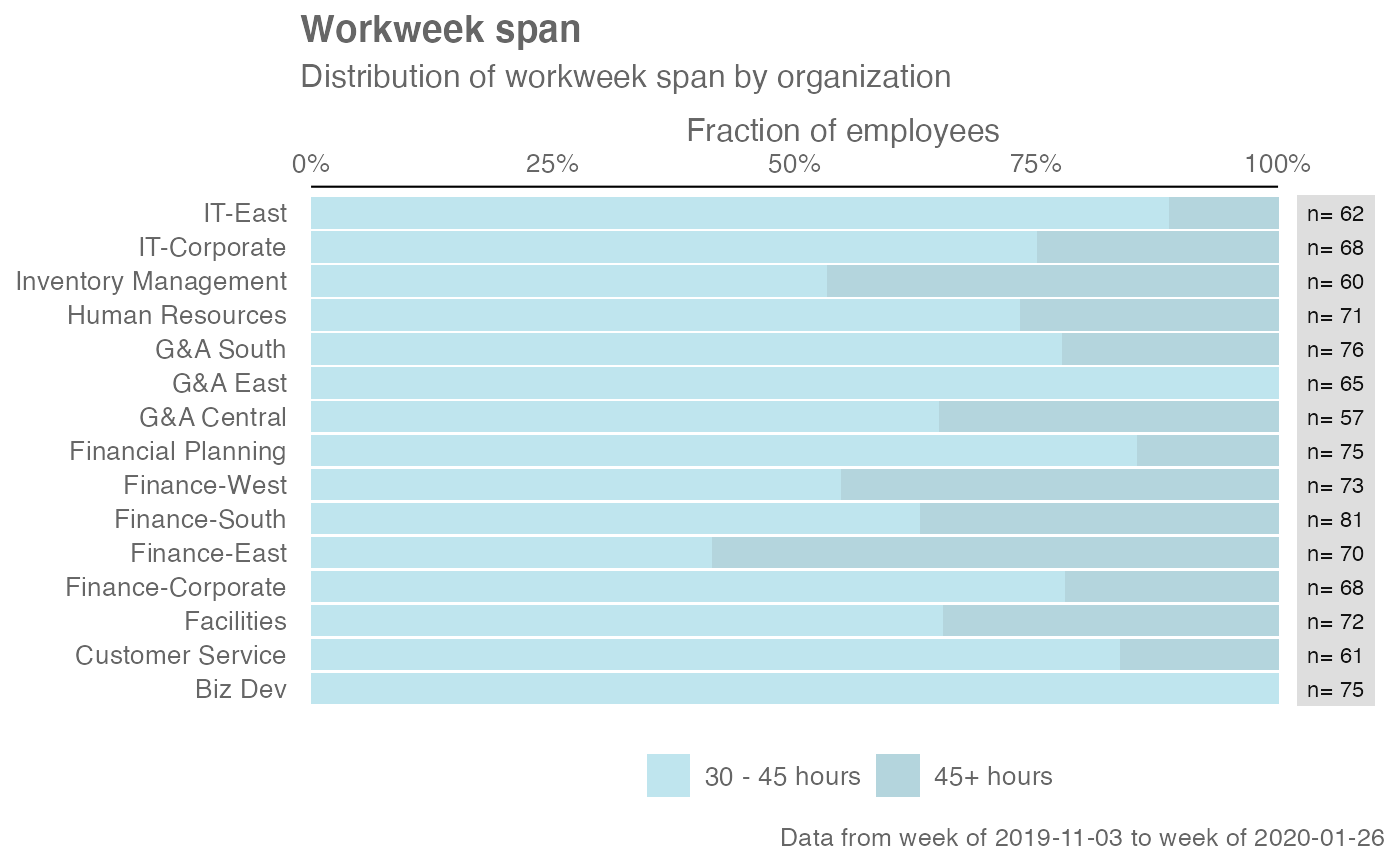 Workweek span
Distribution of workweek span by organization
Fraction of employees
0% 25% 50% 75% 100%
IT-East n= 62
IT-Corporate n= 68
Inventory Management n= 60
Human Resources n= 71
G&A South n= 76
G&A East n= 65
G&A Central n= 57
Financial Planning n= 75
Finance-West n= 73
Finance-South n= 81
Finance-East n= 70
Finance-Corporate n= 68
Facilities n= 72
Customer Service n= 61
Biz Dev n= 75
30 - 45 hours 45+ hours
Data from week of 2019-11-03 to week of 2020-01-26